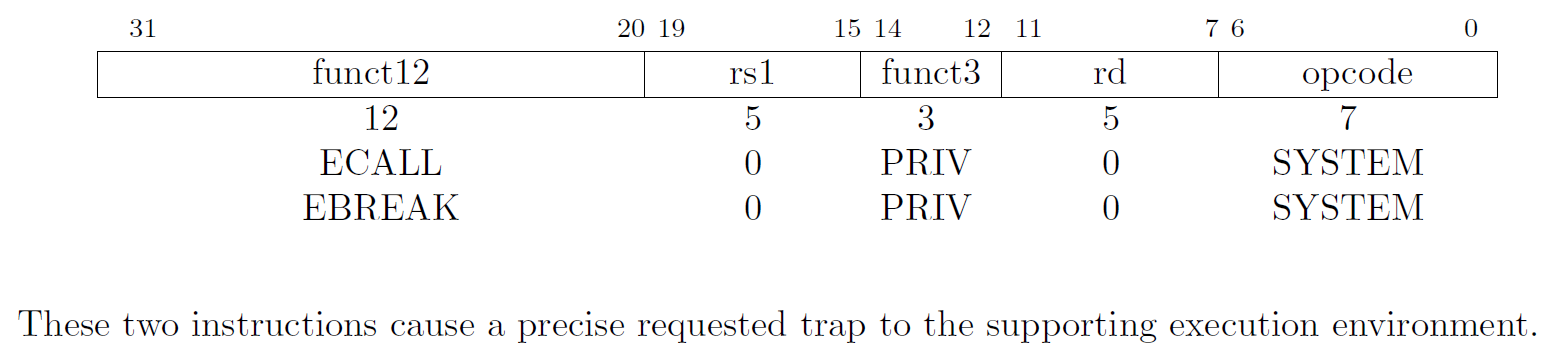 31 20 19 15 14 12 11 7 6 0
funct12 rs1 funct3 rd opcode
12 5 3 5 7
ECALL 0 PRIV 0 SYSTEM
EBREAK 0 PRIV 0 SYSTEM
These two instructions cause a precise requested trap to the supporting execution environment.